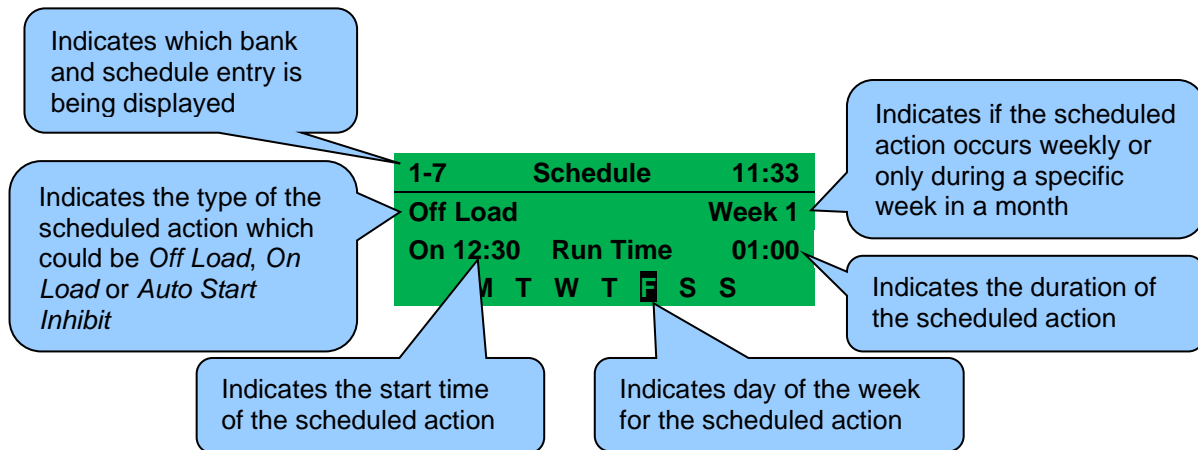 Indicates which bank
and schedule entry is
being displayed
Indicates if the scheduled
action occurs weekly or
only during a specific
week in a month
Indicates the type of the
scheduled action which
could be Off Load, On
Load or Auto Start
Inhibit
1-7 Schedule 11:33
Off Load Week 1
On 12:30 Run Time 01:00
M T W T F S S
Indicates the duration of
the scheduled action
Indicates the start time
of the scheduled action
Indicates day of the week
for the scheduled action